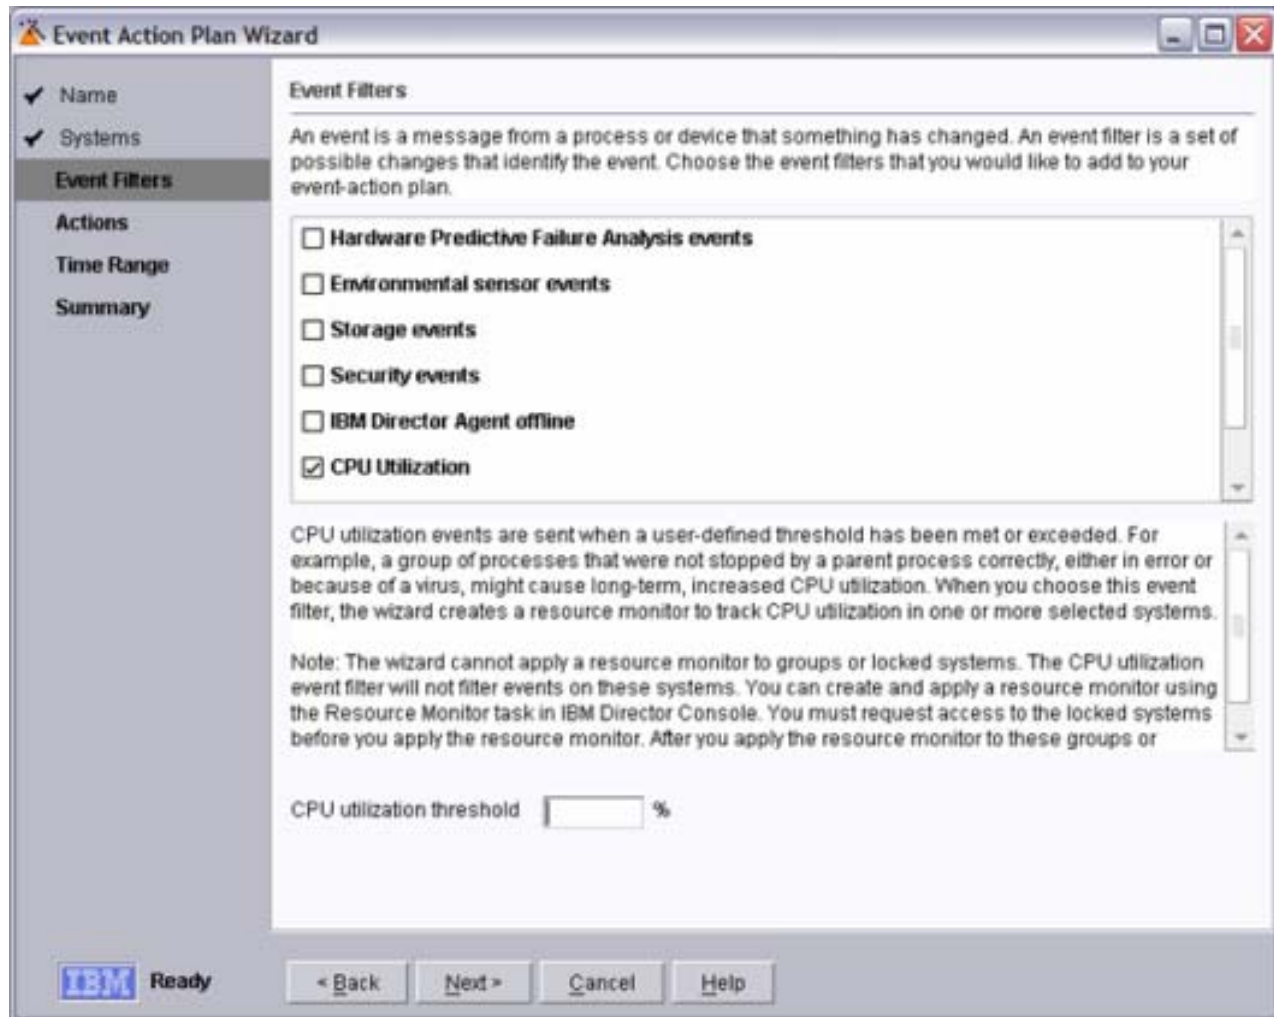 Event Action Plan Wizard
Name
Systems
Event Filters
Actions
Time Range
Summary
Event Filters
An event is a message from a process or device that something has changed. An event filter is a set of
possible changes that identify the event. Choose the event filters that you would like to add to your
event-action plan.
Hardware Predictive Failure Analysis events
Environmental sensor events
Storage events
Security events
IBM Director Agent offline
CPU Utilization
CPU utilization events are sent when a user-defined threshold has been met or exceeded. For
example, a group of processes that were not stopped by a parent process correctly, either in error or
because of a virus, might cause long-term, increased CPU utilization. When you choose this event
filter, the wizard creates a resource monitor to track CPU utilization in one or more selected systems.
Note: The wizard cannot apply a resource monitor to groups or locked systems. The CPU utilization
event filter will not filter events on these systems. You can create and apply a resource monitor using
the Resource Monitor task in IBM Director Console. You must request access to the locked systems
before you apply the resource monitor. After you apply the resource monitor to these groups or
CPU utilization threshold %
IBM Ready
< Back Next > Cancel Help